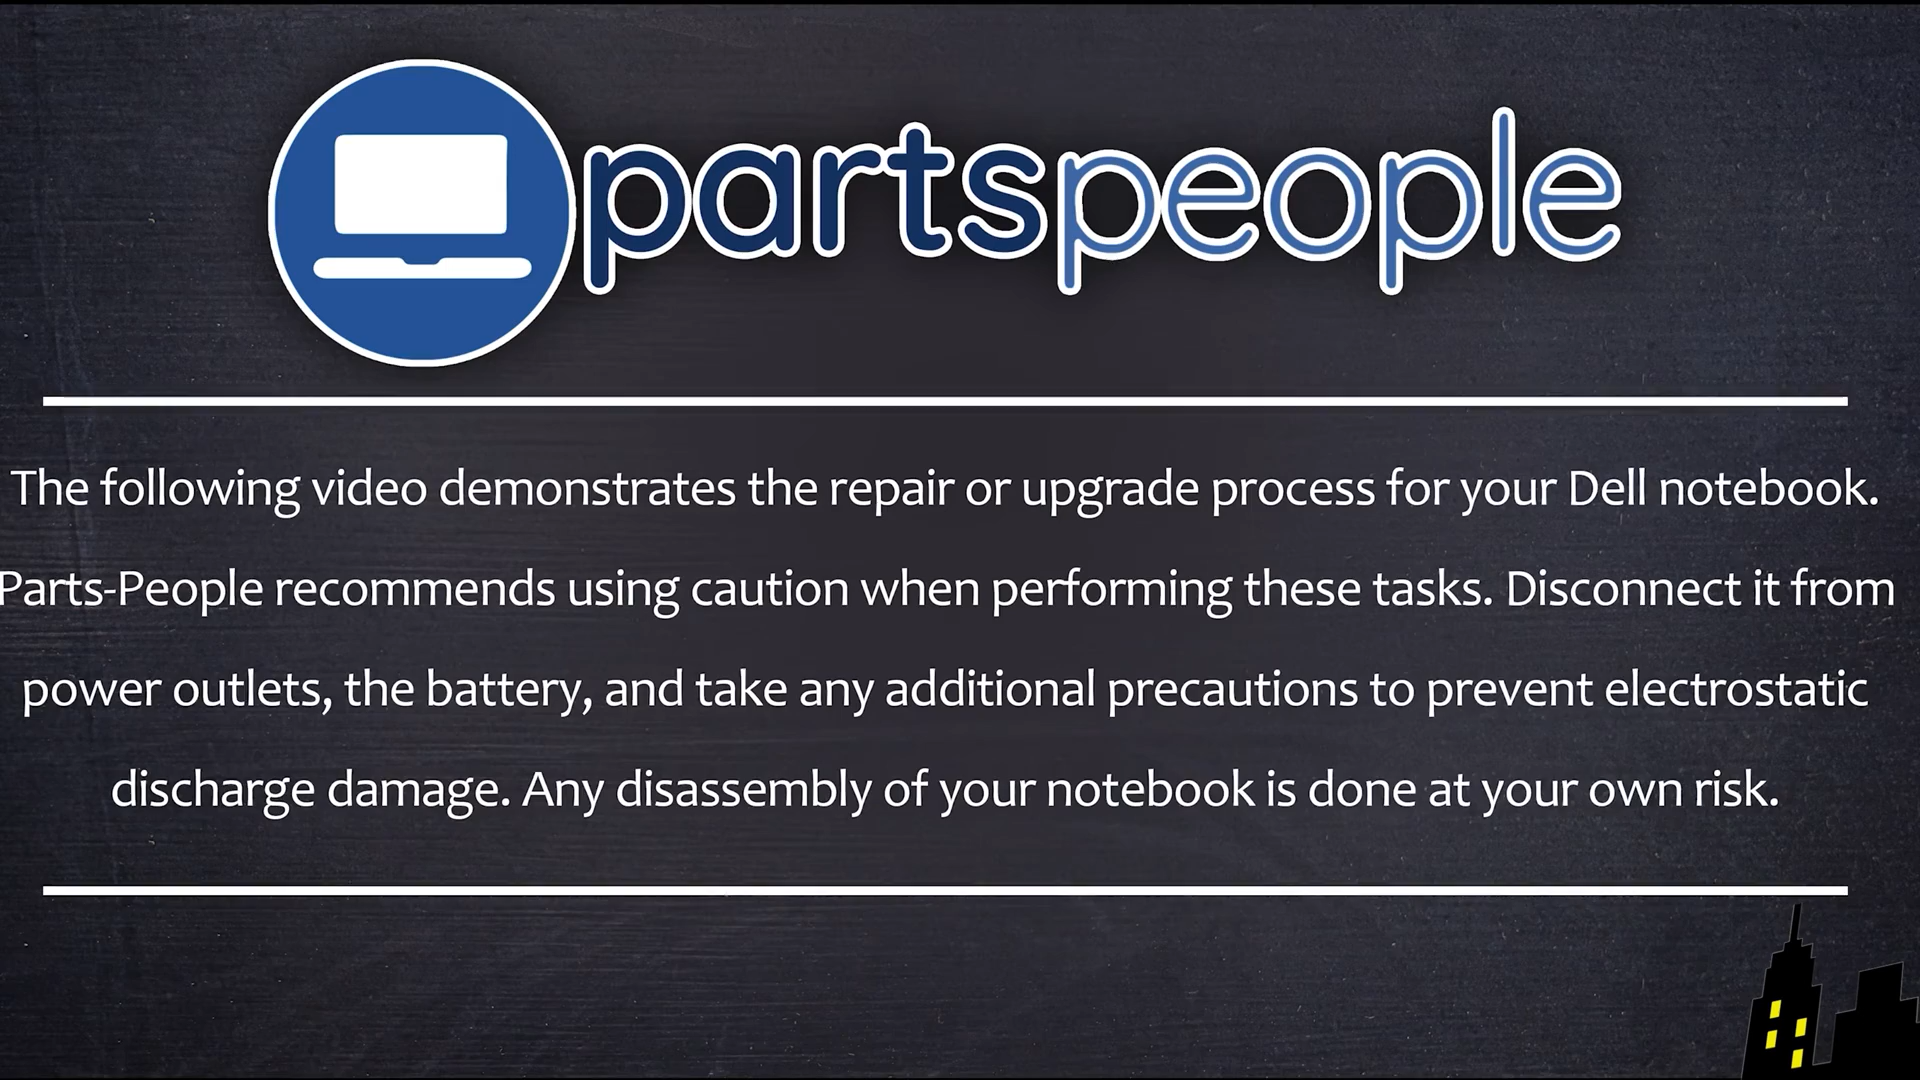 partspeople
The following video demonstrates the repair or upgrade process for your Dell notebook.
Parts-People recommends using caution when performing these tasks. Disconnect it from
power outlets, the battery, and take any additional precautions to prevent electrostatic
discharge damage. Any disassembly of your notebook is done at your own risk.